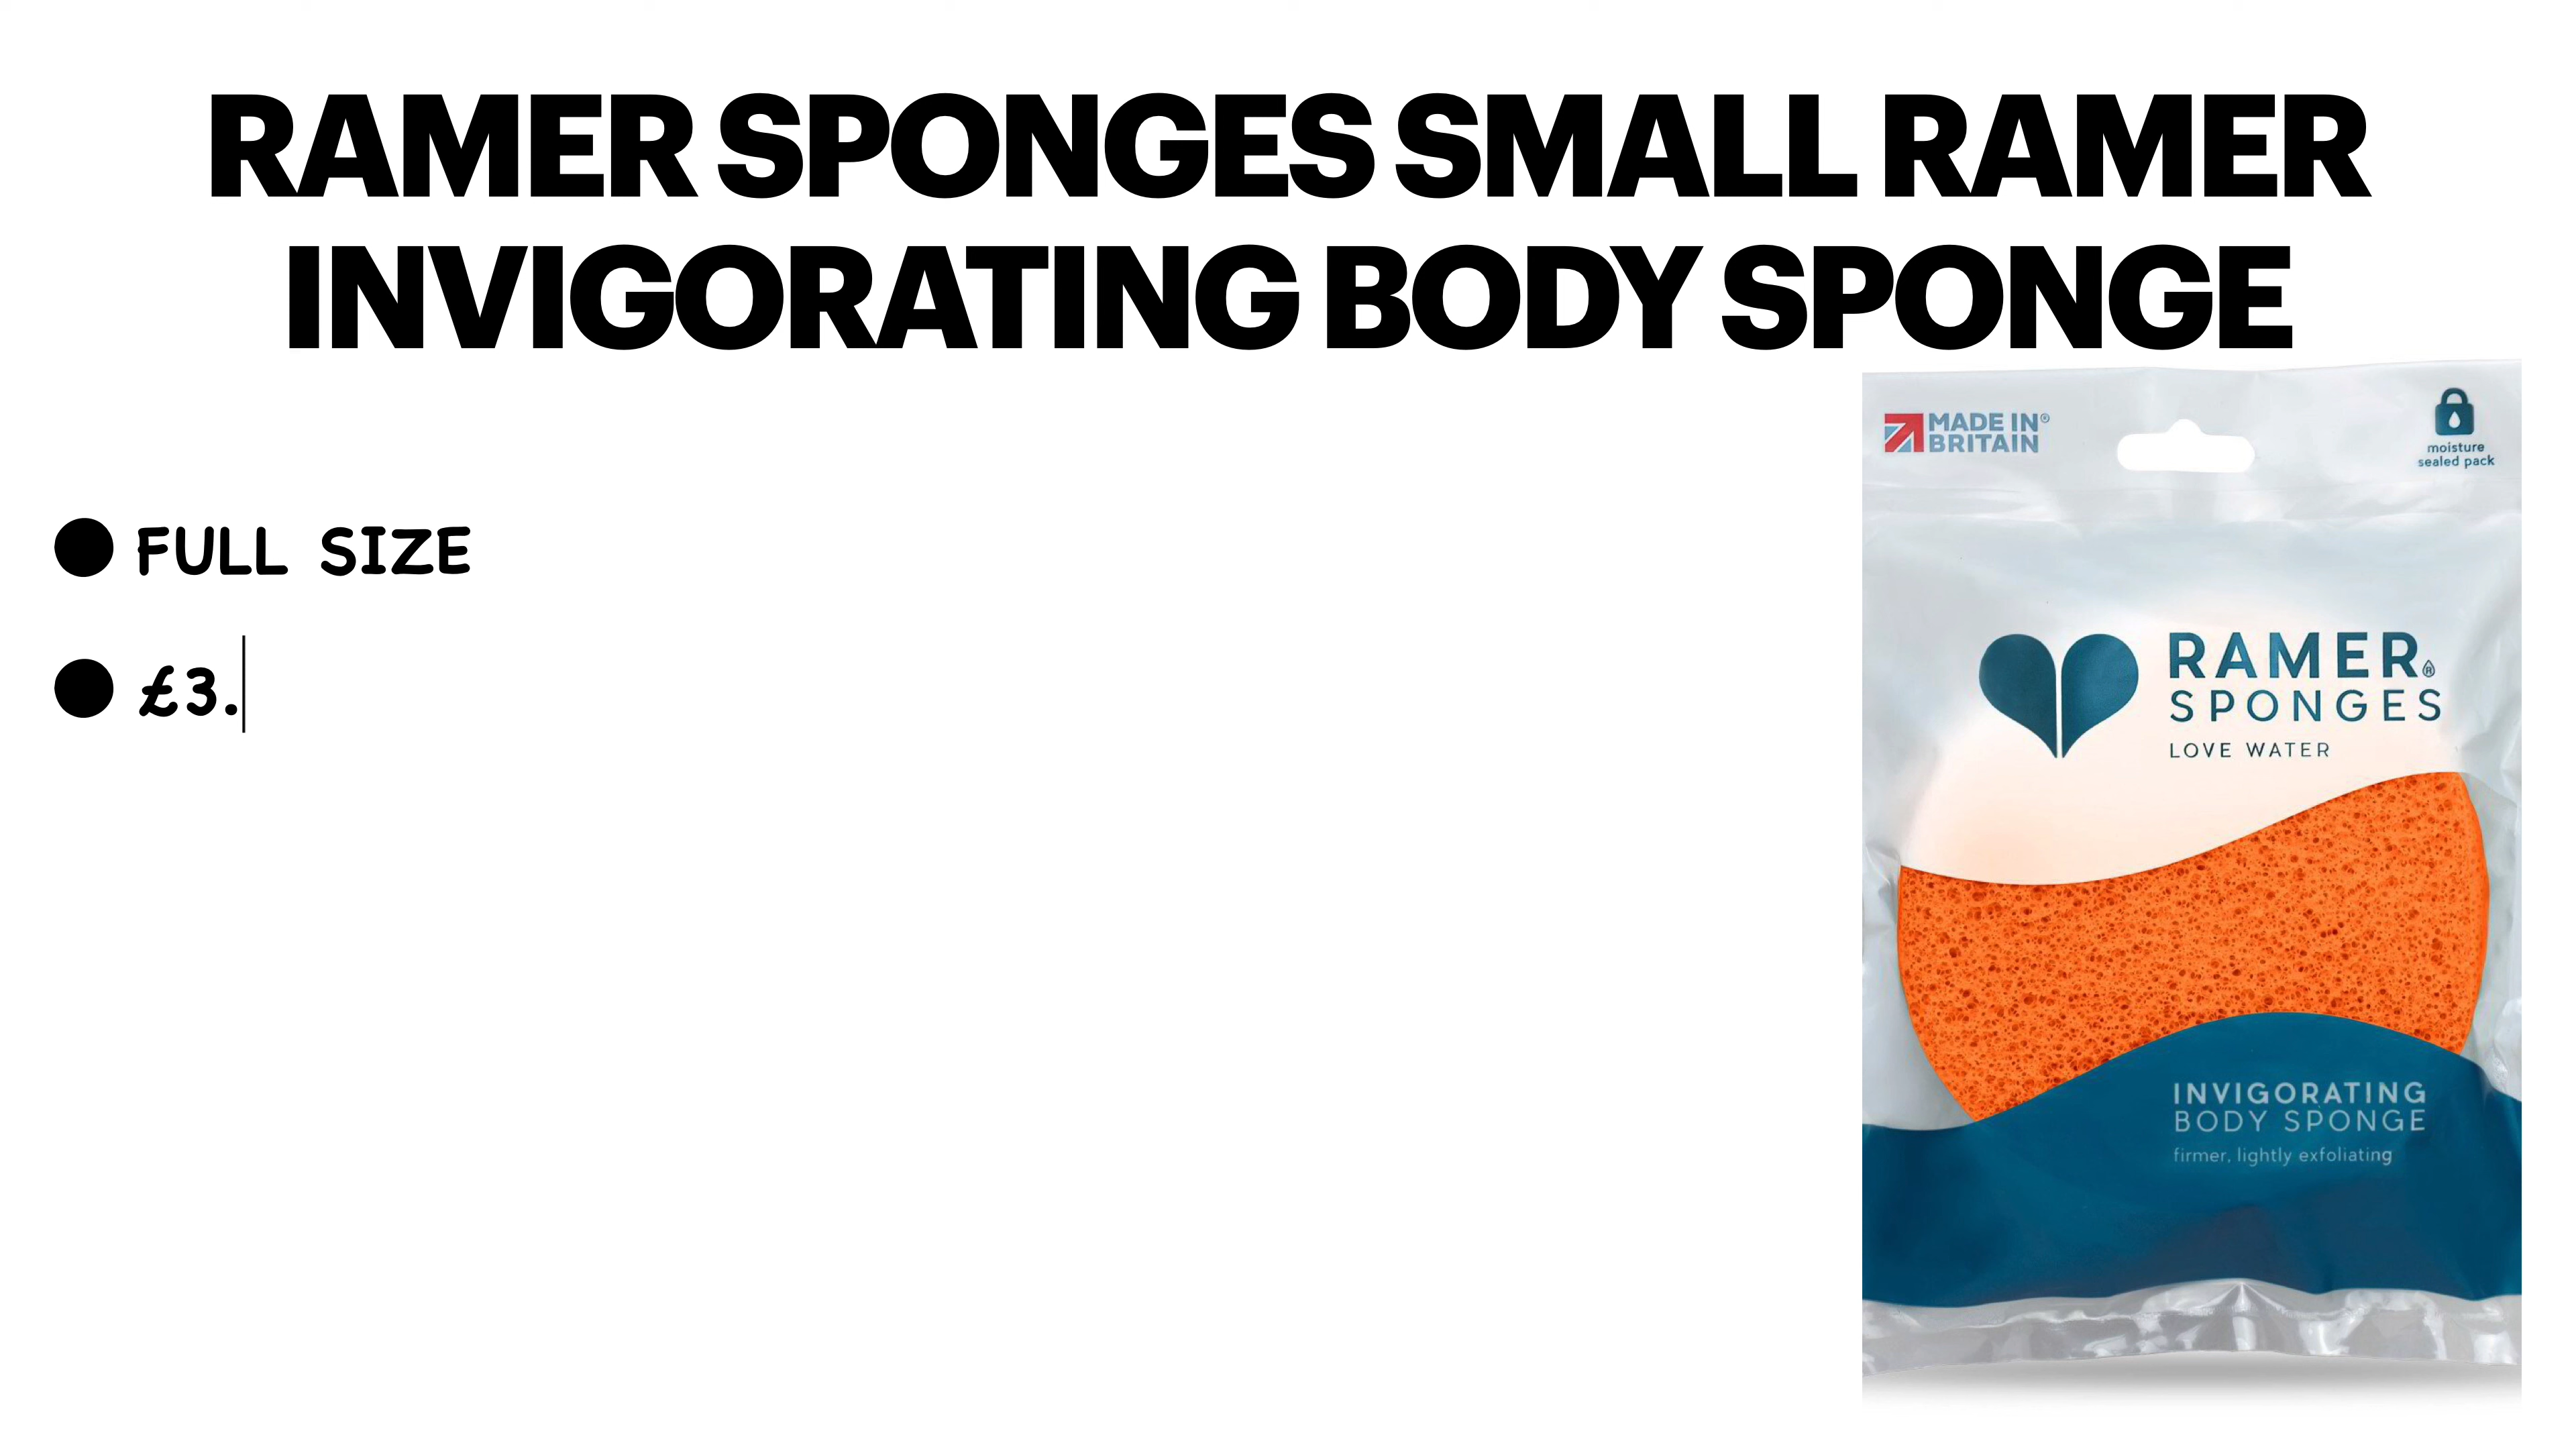 RAMER SPONGES SMALL RAMER
INVIGORATING BODY SPONGE
● FULL SIZE
● £3.
MADE IN®
BRITAIN
moisture
sealed pack
RAMER®
SPONGES
LOVE WATER
INVIGORATING
BODY SPONGE
firmer, lightly exfoliating